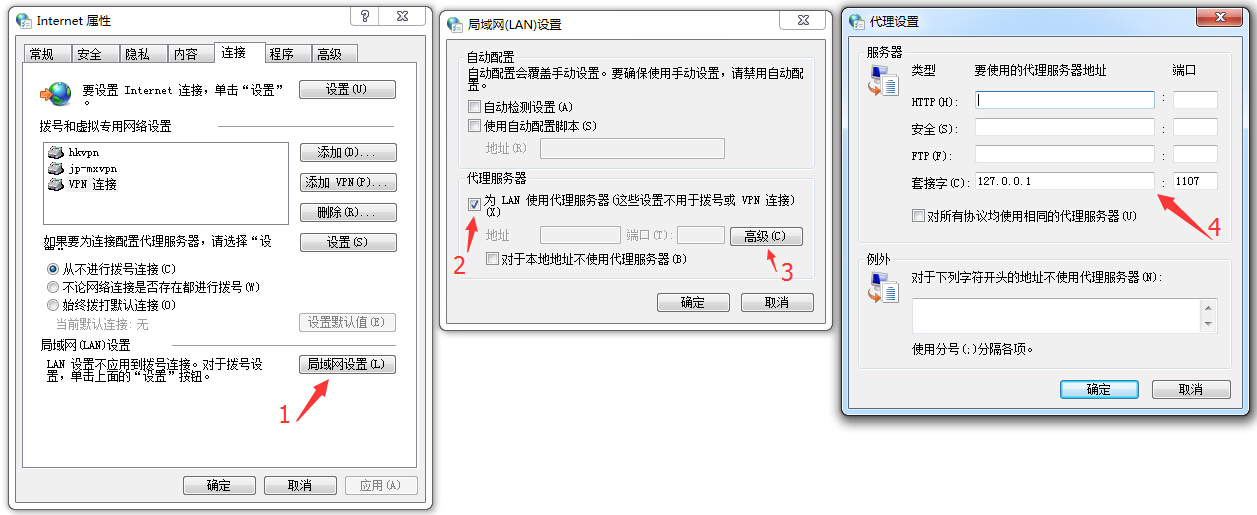 Internet 属性
常规
安全
隐私
内容
连接
程序
高级
要设置 Internet 连接，单击“设置”
。
设置(U)
拨号和虚拟专用网络设置
hkvpn
jp-mxvpn
VPN 连接
添加(D)...
添加 VPN(P)...
删除(R)...
如果要为连接配置代理服务器，请选择“设
设置(S)
从不进行拨号连接(C)
不论网络连接是否存在都进行拨号(W)
始终拨打默认连接(O)
当前默认连接: 无
设置默认值(E)
局域网(LAN)设置
LAN 设置不应用到拨号连接。对于拨号设
置，单击上面的“设置”按钮。
局域网设置(L)
1
确定
取消
应用(A)
局域网(LAN)设置
自动配置
自动配置会覆盖手动设置。要确保使用手动设置，请禁用自动配
置。
自动检测设置(A)
使用自动配置脚本(S)
地址(R)
代理服务器
为 LAN 使用代理服务器(这些设置不用于拨号或 VPN 连接)
(X)
地址
端口(T):
高级(C)
2
对于本地地址不使用代理服务器(B)
3
确定
取消
代理设置
服务器
类型
要使用的代理服务器地址
端口
HTTP(H):
:
安全(S):
:
FTP(F):
:
套接字(C):
127.0.0.1
:
1107
对所有协议均使用相同的代理服务器(U)
4
例外
对于下列字符开头的地址不使用代理服务器(N):
使用分号(;)分隔各项。
确定
取消